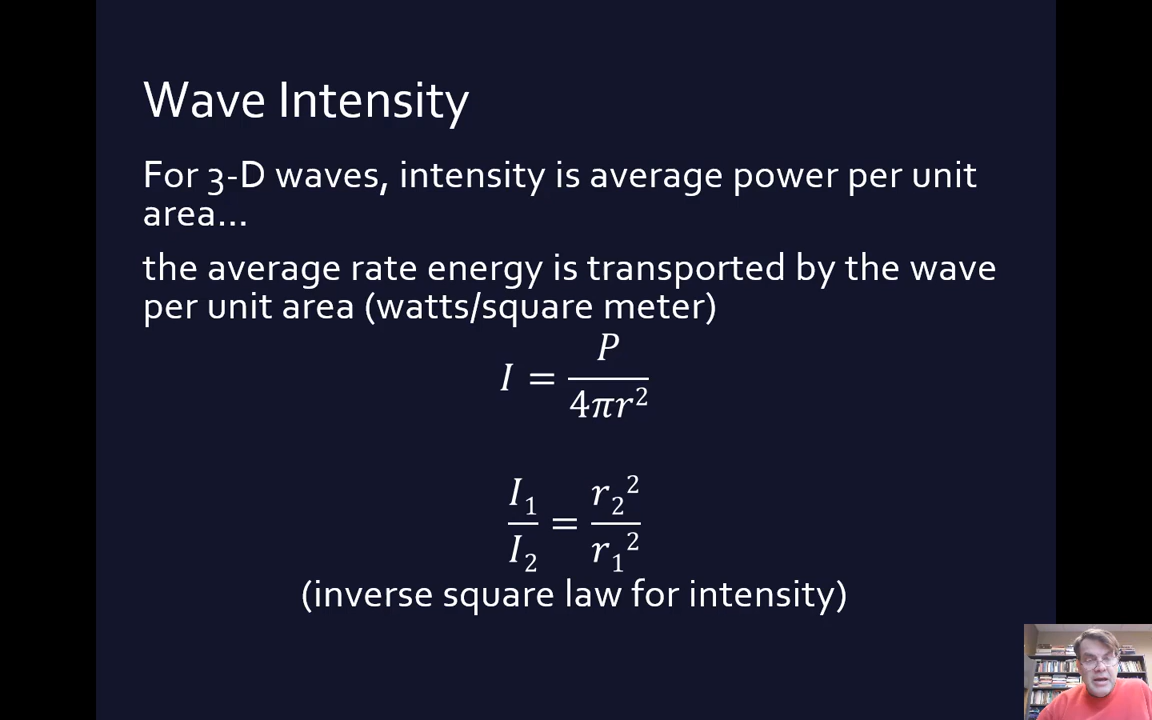 Wave Intensity
For 3-D waves, intensity is average power per unit
area...
the average rate energy is transported by the wave
per unit area (watts/square meter)
I = P / 4πr²
I₁ / I₂ = r₂² / r₁²
(inverse square law for intensity)